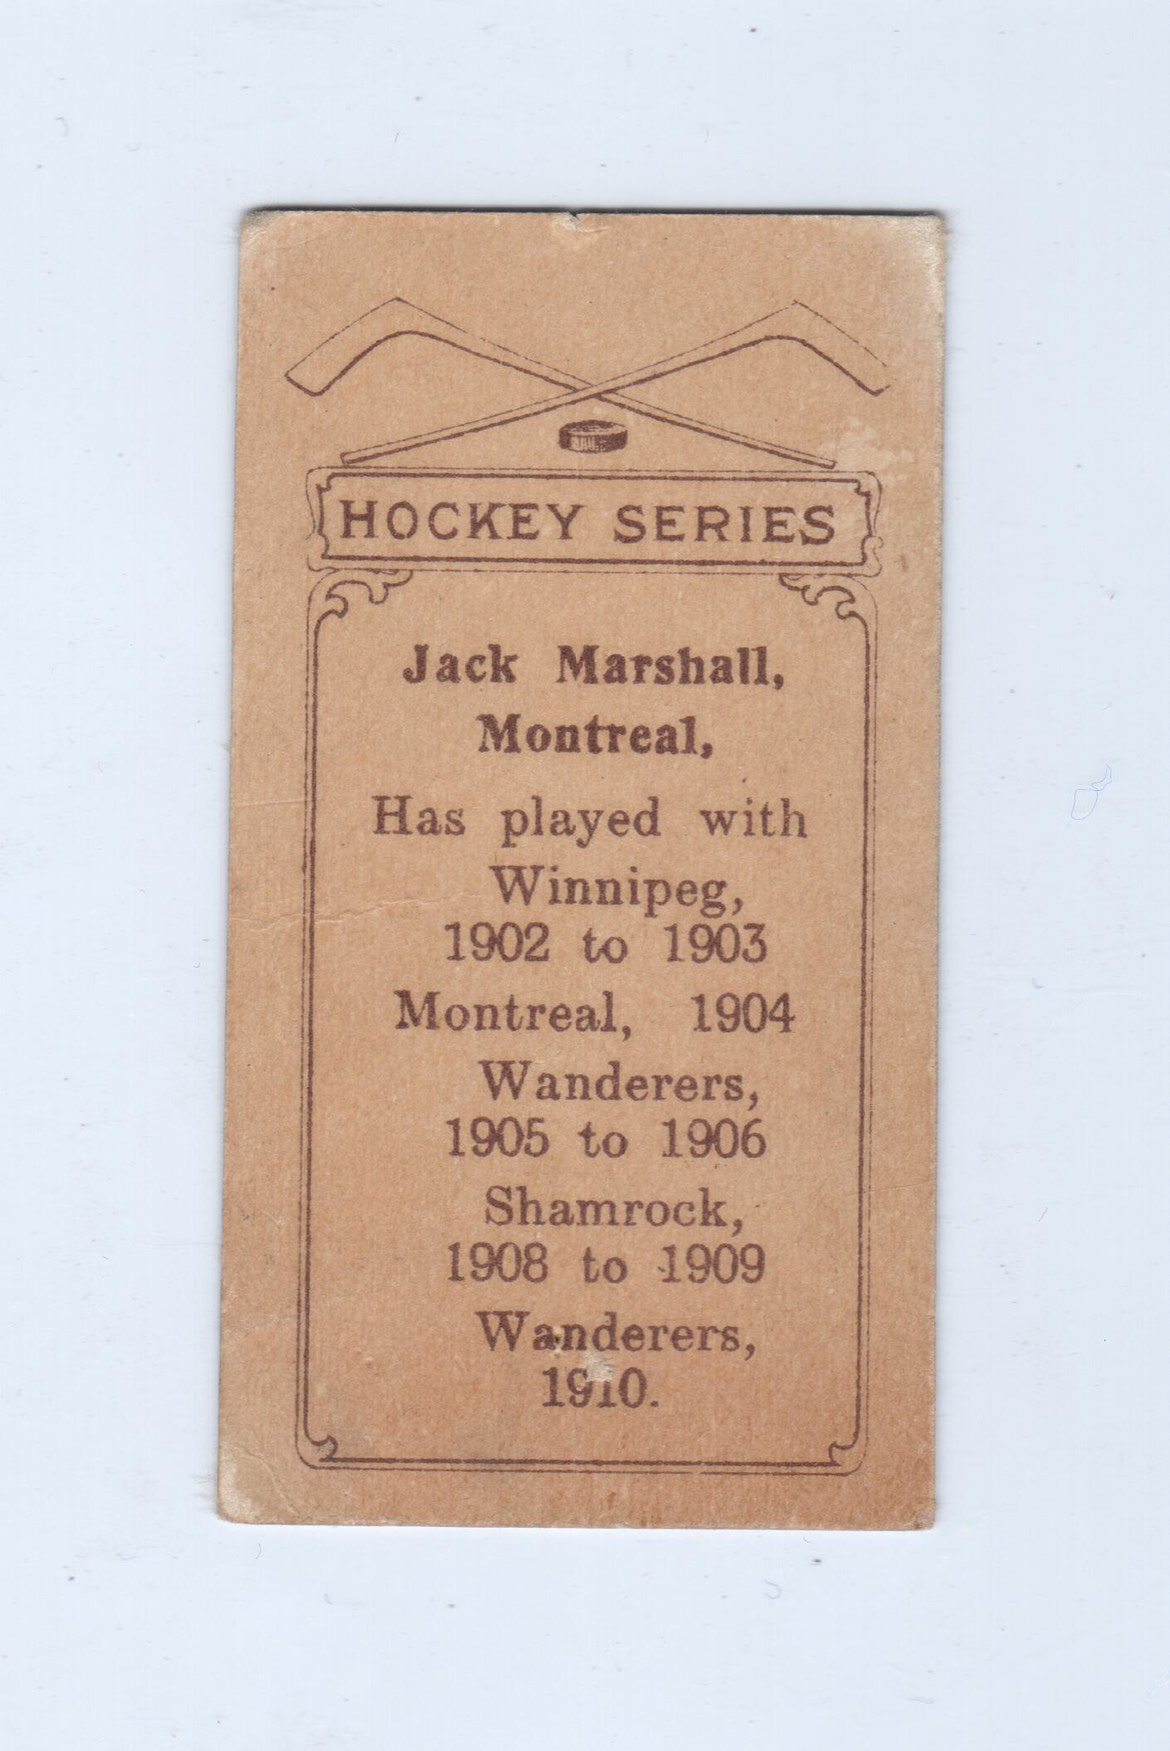 HOCKEY SERIES
Jack Marshall,
Montreal,
Has played with
Winnipeg,
1902 to 1903
Montreal, 1904
Wanderers,
1905 to 1906
Shamrock,
1908 to 1909
Wanderers,
1910.